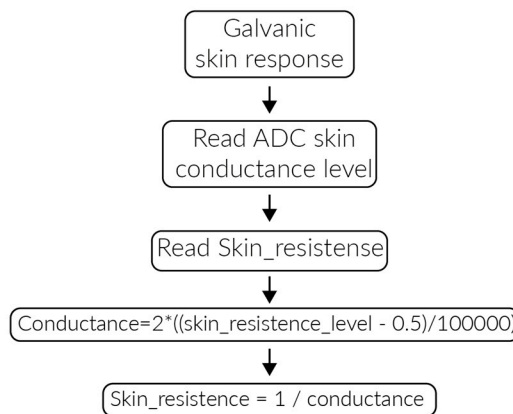 Galvanic
skin response
Read ADC skin
conductance level
Read Skin_resistense
Conductance=2*((skin_resistence_level - 0.5)/100000)
Skin_resistence = 1 / conductance